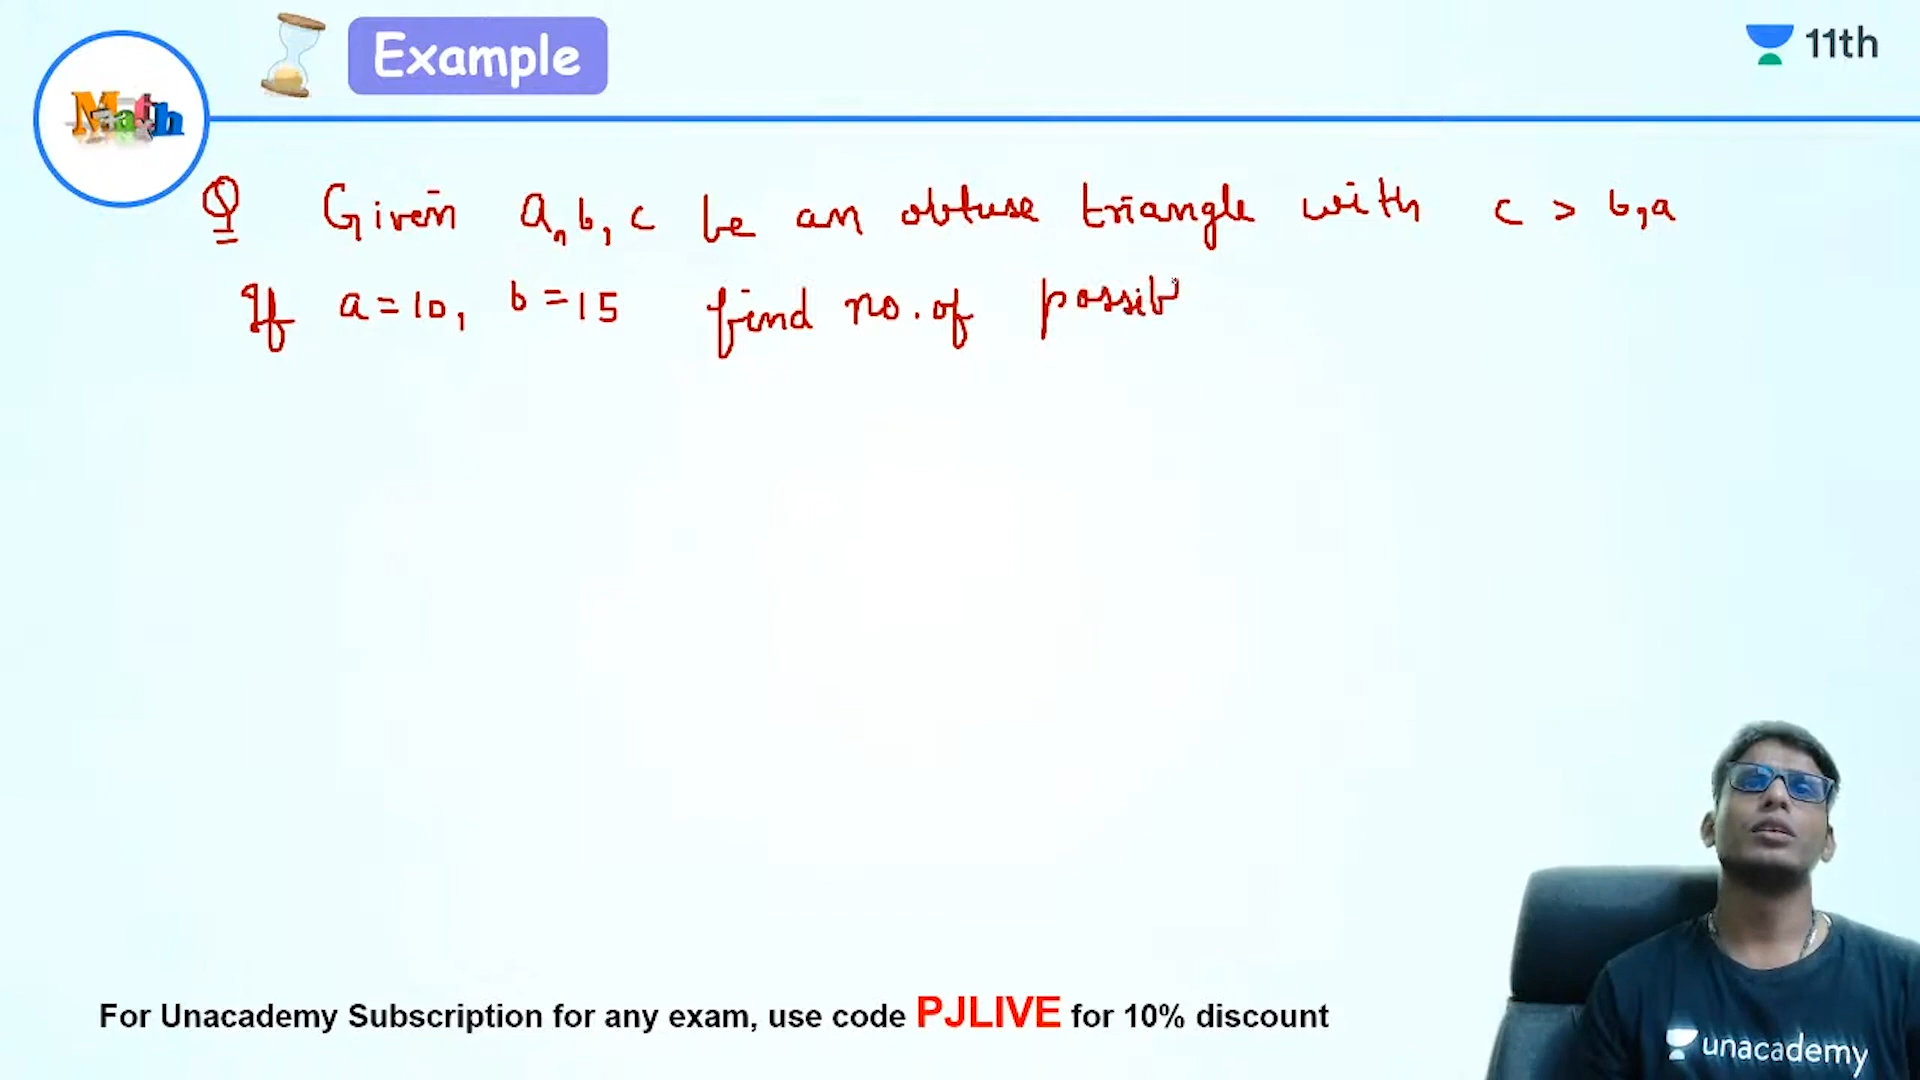 Example
11th
Math
Q Given a, b, c be an obtuse triangle with c > b, a
If a = 10, b = 15 find no. of possib
For Unacademy Subscription for any exam, use code PJLIVE for 10% discount
unacademy